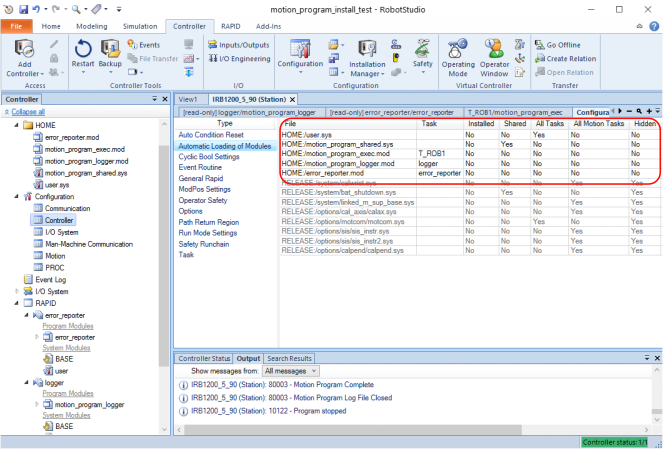 motion_program_install_test - RobotStudio
File Home Modeling Simulation Controller RAPID Add-Ins
Add Controller
Restart Backup
Events
File Transfer
Inputs/Outputs
I/O Engineering
Configuration
Installation Manager
Safety
Operating Mode
Operator Window
Go Offline
Create Relation
Open Relation
Access Controller Tools I/O Configuration Virtual Controller Transfer
Controller
Collapse all
HOME
error_reporter.mod
motion_program_exec.mod
motion_program_logger.mod
motion_program_shared.sys
user.sys
Configuration
Communication
Controller
I/O System
Man-Machine Communication
Motion
PROC
Event Log
I/O System
RAPID
error_reporter
Program Modules
error_reporter
System Modules
BASE
user
logger
Program Modules
motion_program_logger
System Modules
BASE
View1 IRB1200_5_90 (Station) X
[read-only] logger/motion_program_logger [read-only] error_reporter/error_reporter T_ROB1/motion_program_exec Configura
Type
Auto Condition Reset
Automatic Loading of Modules
Cyclic Bool Settings
Event Routine
General Rapid
ModPos Settings
Operator Safety
Options
Path Return Region
Run Mode Settings
Safety Runchain
Task
File Task Installed Shared All Tasks All Motion Tasks Hidden
HOME:/user.sys No No Yes No No
HOME:/motion_program_shared.sys No Yes No No No
HOME:/motion_program_exec.mod T_ROB1 No No No No No
HOME:/motion_program_logger.mod logger No No No No No
HOME:/error_reporter.mod error_reporter No No No No No
RELEASE:/system/bat_shutdown.sys No Yes No No Yes
RELEASE:/system/linked_m_sup_base.sys No No No Yes Yes
RELEASE:/options/cal_axis/calax.sys No No No Yes Yes
RELEASE:/options/motcom/motcom.sys No No No Yes Yes
RELEASE:/options/sis/sis_instr.sys No No No Yes Yes
RELEASE:/options/sis/sis_instr2.sys No No No Yes Yes
RELEASE:/options/calpend/calpend.sys No No No Yes Yes
Controller Status Output Search Results
Show messages from: All messages
IRB1200_5_90 (Station): 80003 - Motion Program Complete
IRB1200_5_90 (Station): 80003 - Motion Program Log File Closed
IRB1200_5_90 (Station): 10122 - Program stopped
Controller status: 1/1